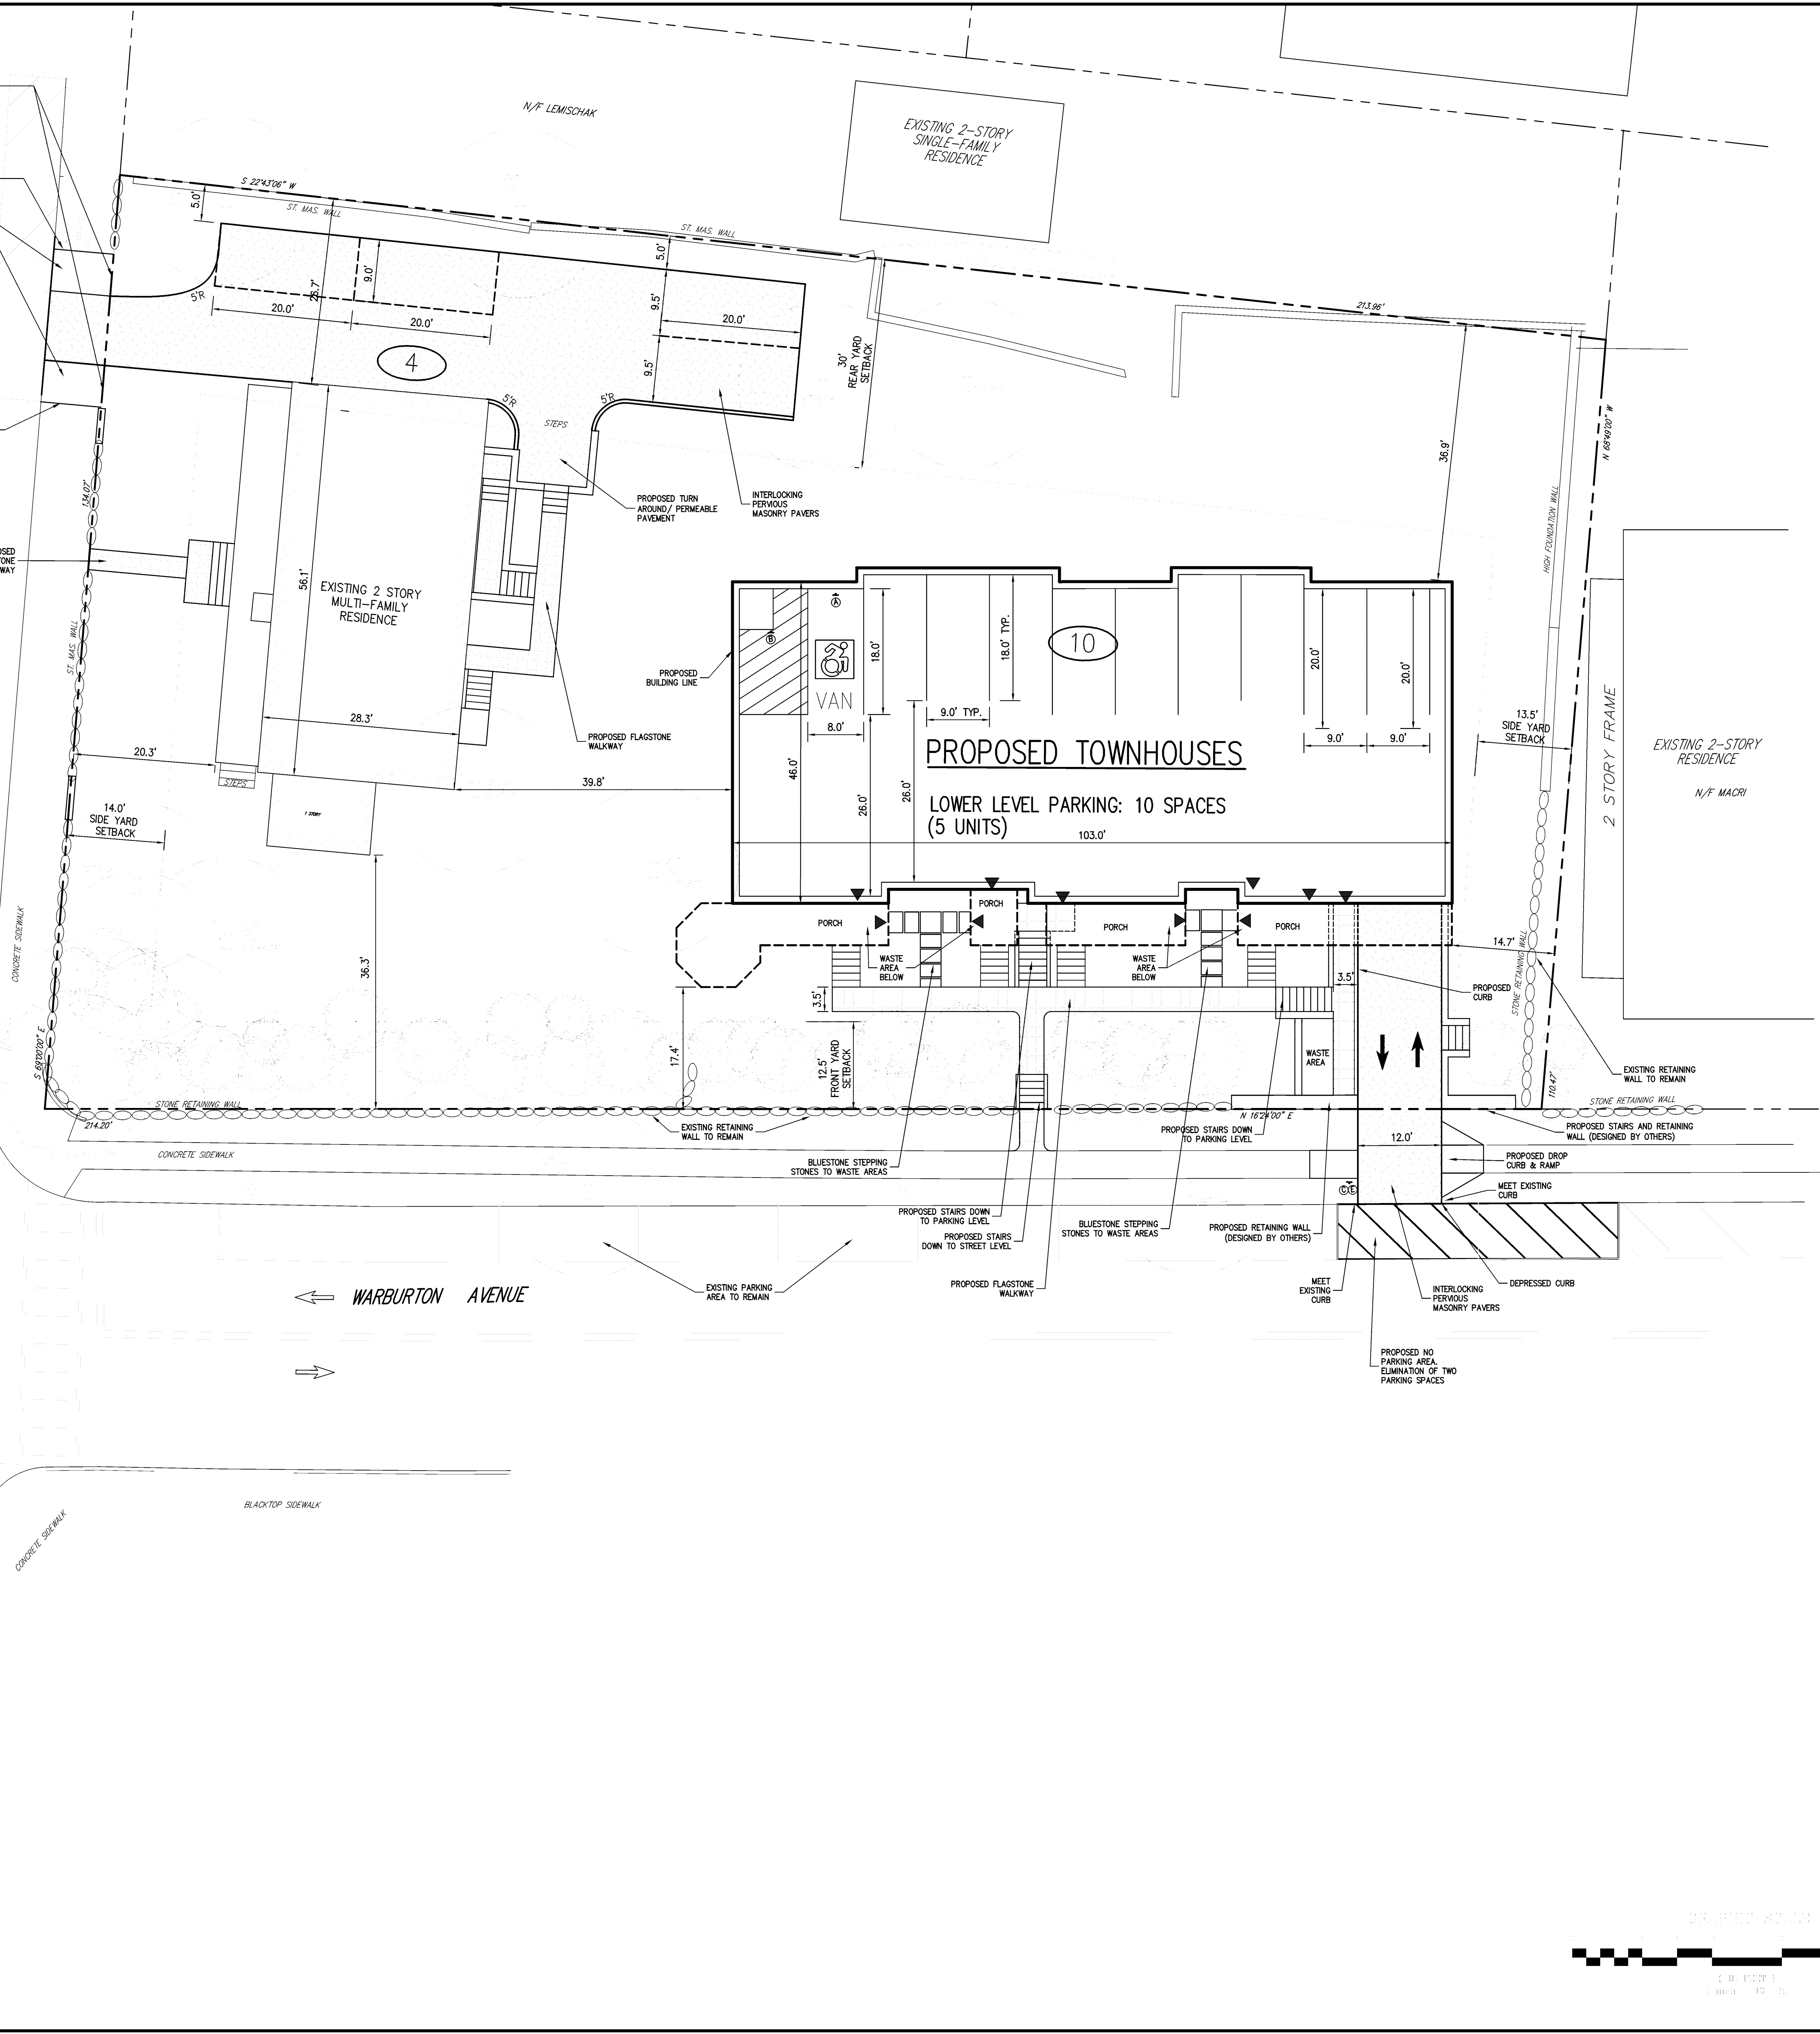 N/F LEMISCHAK
EXISTING 2-STORY
SINGLE-FAMILY
RESIDENCE
S 22°43'06" W
ST. MAS. WALL
ST. MAS. WALL
5.0'
5.0'
26.7'
9.0'
20.0'
20.0'
5'R
9.5'
9.5'
20.0'
4
5'R
5'R
STEPS
30'
REAR YARD
SETBACK
213.96'
36.9'
N 68°49'00" W
HIGH FOUNDATION WALL
134.07'
PROPOSED TURN
AROUND/ PERMEABLE
PAVEMENT
INTERLOCKING
PERVIOUS
MASONRY PAVERS
OSED
TONE
WAY
56.1'
EXISTING 2 STORY
MULTI-FAMILY
RESIDENCE
ST. MAS. WALL
28.3'
20.3'
STEPS
1 STORY
14.0'
SIDE YARD
SETBACK
PROPOSED
BUILDING LINE
PROPOSED FLAGSTONE
WALKWAY
39.8'
A
B
VAN
18.0'
8.0'
18.0' TYP.
9.0' TYP.
10
20.0'
20.0'
9.0'
9.0'
46.0'
26.0'
26.0'
PROPOSED TOWNHOUSES
LOWER LEVEL PARKING: 10 SPACES
(5 UNITS)
103.0'
13.5'
SIDE YARD
SETBACK
2 STORY FRAME
EXISTING 2-STORY
RESIDENCE
N/F MACRI
PORCH
PORCH
PORCH
PORCH
WASTE
AREA
BELOW
WASTE
AREA
BELOW
14.7'
3.5'
3.5'
STONE RETAINING WALL
PROPOSED
CURB
36.3'
17.4'
12.5'
FRONT YARD
SETBACK
WASTE
AREA
EXISTING RETAINING
WALL TO REMAIN
110.47'
CONCRETE SIDEWALK
S 69°00'00" E
STONE RETAINING WALL
214.20'
N 16°24'00" E
STONE RETAINING WALL
CONCRETE SIDEWALK
EXISTING RETAINING
WALL TO REMAIN
PROPOSED STAIRS DOWN
TO PARKING LEVEL
12.0'
PROPOSED STAIRS AND RETAINING
WALL (DESIGNED BY OTHERS)
BLUESTONE STEPPING
STONES TO WASTE AREAS
PROPOSED DROP
CURB & RAMP
C E
MEET EXISTING
CURB
PROPOSED STAIRS DOWN
TO PARKING LEVEL
PROPOSED STAIRS
DOWN TO STREET LEVEL
BLUESTONE STEPPING
STONES TO WASTE AREAS
PROPOSED RETAINING WALL
(DESIGNED BY OTHERS)
WARBURTON AVENUE
EXISTING PARKING
AREA TO REMAIN
PROPOSED FLAGSTONE
WALKWAY
MEET
EXISTING
CURB
INTERLOCKING
PERVIOUS
MASONRY PAVERS
DEPRESSED CURB
PROPOSED NO
PARKING AREA.
ELIMINATION OF TWO
PARKING SPACES
BLACKTOP SIDEWALK
CONCRETE SIDEWALK